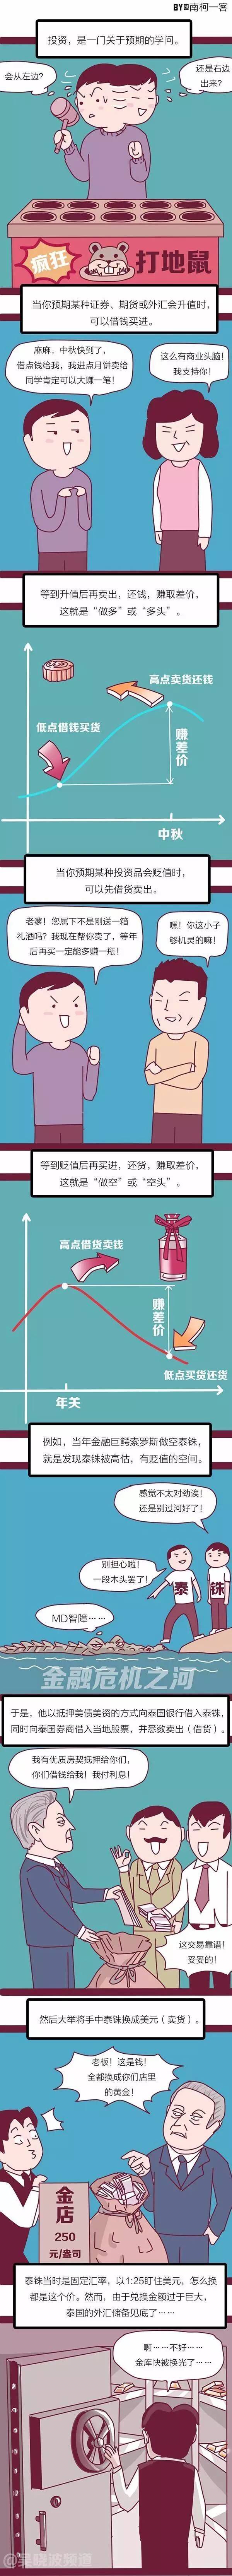 BY@南柯一客
投资，是一门关于预期的学问。
会从左边？
还是右边
出来？
疯狂
打地鼠
当你预期某种证券、期货或外汇会升值时，
可以借钱买进。
麻麻，中秋快到了，
借点钱给我，我进点月饼卖给
同学肯定可以大赚一笔！
这么有商业头脑！
我支持你！
等到升值后再卖出，还钱，赚取差价，
这就是“做多”或“多头”。
高点卖货还钱
低点借钱买货
赚差价
中秋
当你预期某种投资品会贬值时，
可以先借货卖出。
老爹！您属下不是刚送一箱
礼酒吗？我现在帮你卖了，等年
后再买一定能多赚一瓶！
嘿！你这小子
够机灵的嘛！
等到贬值后再买进，还货，赚取差价，
这就是“做空”或“空头”。
高点借货卖钱
赚差价
低点买货还货
年关
例如，当年金融巨鳄索罗斯做空泰铢，
就是发现泰铢被高估，有贬值的空间。
感觉不太对劲诶！
还是别过河好了！
别担心啦！
一段木头罢了！
泰 铢
MD智障……
金融危机之河
于是，他以抵押美债美资的方式向泰国银行借入泰铢，
同时向泰国券商借入当地股票，并悉数卖出（借货）。
我有优质房契抵押给你们，
你们借钱给我！我付利息！
这交易靠谱！
妥妥的！
然后大举将手中泰铢换成美元（卖货）。
老板！这是钱！
全都换成你们店里
的黄金！
金店
250
元/盎司
泰铢当时是固定汇率，以1:25盯住美元，怎么换
都是这个价。然而，由于兑换金额过于巨大，
泰国的外汇储备见底了……
啊……不好……
金库快被换光了……
@吴晓波频道